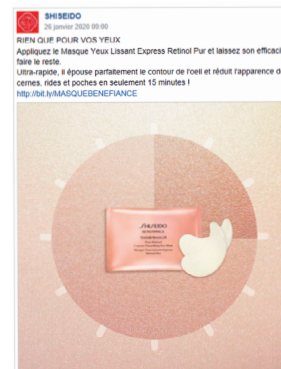 SHISEIDO
26 janvier 2020 00:00
RIEN QUE POUR VOS YEUX
Appliquez le Masque Yeux Lissant Express Retinol Pur et laissez son efficaci
faire le reste.
Ultra-rapide, il épouse parfaitement le contour de l'oeil et réduit l'apparence d
cernes, rides et poches en seulement 15 minutes !
http://bit.ly/MASQUEBENEFIANCE
SHISEIDO
BENEFIANCE